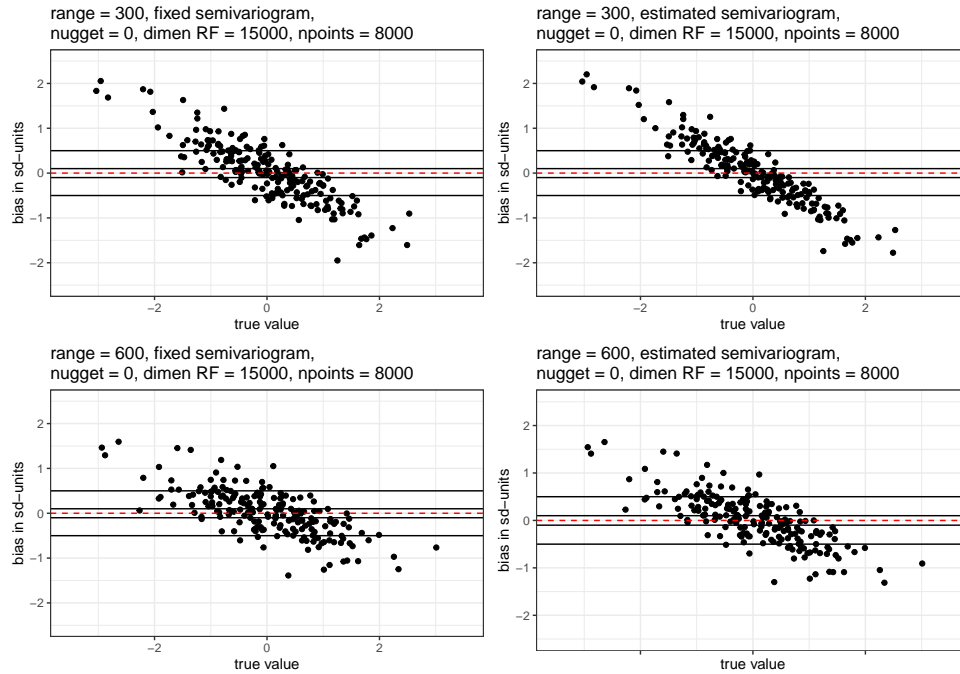 range = 300, fixed semivariogram,
nugget = 0, dimen RF = 15000, npoints = 8000
2
1
0
−1
−2
bias in sd−units
−2
0
2
true value
range = 300, estimated semivariogram,
nugget = 0, dimen RF = 15000, npoints = 8000
2
1
0
−1
−2
bias in sd−units
−2
0
2
true value
range = 600, fixed semivariogram,
nugget = 0, dimen RF = 15000, npoints = 8000
2
1
0
−1
−2
bias in sd−units
−2
0
2
true value
range = 600, estimated semivariogram,
nugget = 0, dimen RF = 15000, npoints = 8000
2
1
0
−1
−2
bias in sd−units
true value